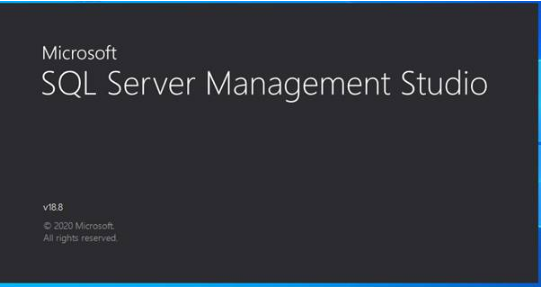 Microsoft
SQL Server Management Studio
v18.8
© 2020 Microsoft.
All rights reserved.